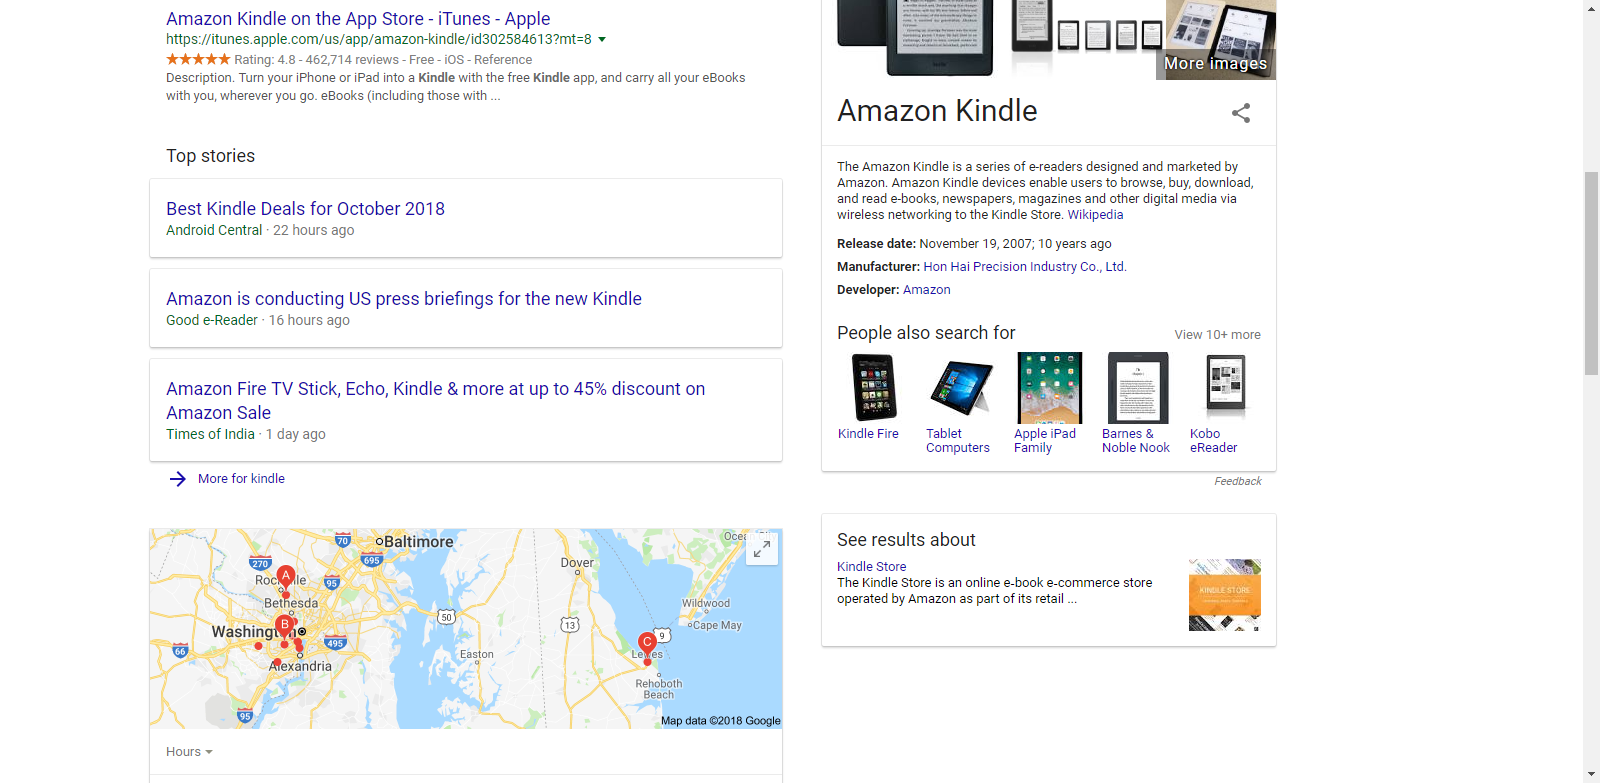 Amazon Kindle on the App Store - iTunes - Apple
https://itunes.apple.com/us/app/amazon-kindle/id302584613?mt=8
Rating: 4.8 - 462,714 reviews - Free - iOS - Reference
Description. Turn your iPhone or iPad into a Kindle with the free Kindle app, and carry all your eBooks
with you, wherever you go. eBooks (including those with ...
Top stories
Best Kindle Deals for October 2018
Android Central · 22 hours ago
Amazon is conducting US press briefings for the new Kindle
Good e-Reader · 16 hours ago
Amazon Fire TV Stick, Echo, Kindle & more at up to 45% discount on
Amazon Sale
Times of India · 1 day ago
More for kindle
70
Baltimore
695
270
A
95
Bethesda
B
Washington
66
495
Alexandria
95
50
Easton
Dover
13
Wildwood
Cape May
9
C
Rehoboth
Beach
Map data ©2018 Google
Hours
More images
Amazon Kindle
The Amazon Kindle is a series of e-readers designed and marketed by
Amazon. Amazon Kindle devices enable users to browse, buy, download,
and read e-books, newspapers, magazines and other digital media via
wireless networking to the Kindle Store. Wikipedia
Release date: November 19, 2007; 10 years ago
Manufacturer: Hon Hai Precision Industry Co., Ltd.
Developer: Amazon
People also search for
View 10+ more
Kindle Fire
Tablet
Computers
Apple iPad
Family
Barnes &
Noble Nook
Kobo
eReader
Feedback
See results about
Kindle Store
The Kindle Store is an online e-book e-commerce store
operated by Amazon as part of its retail ...
KINDLE STORE